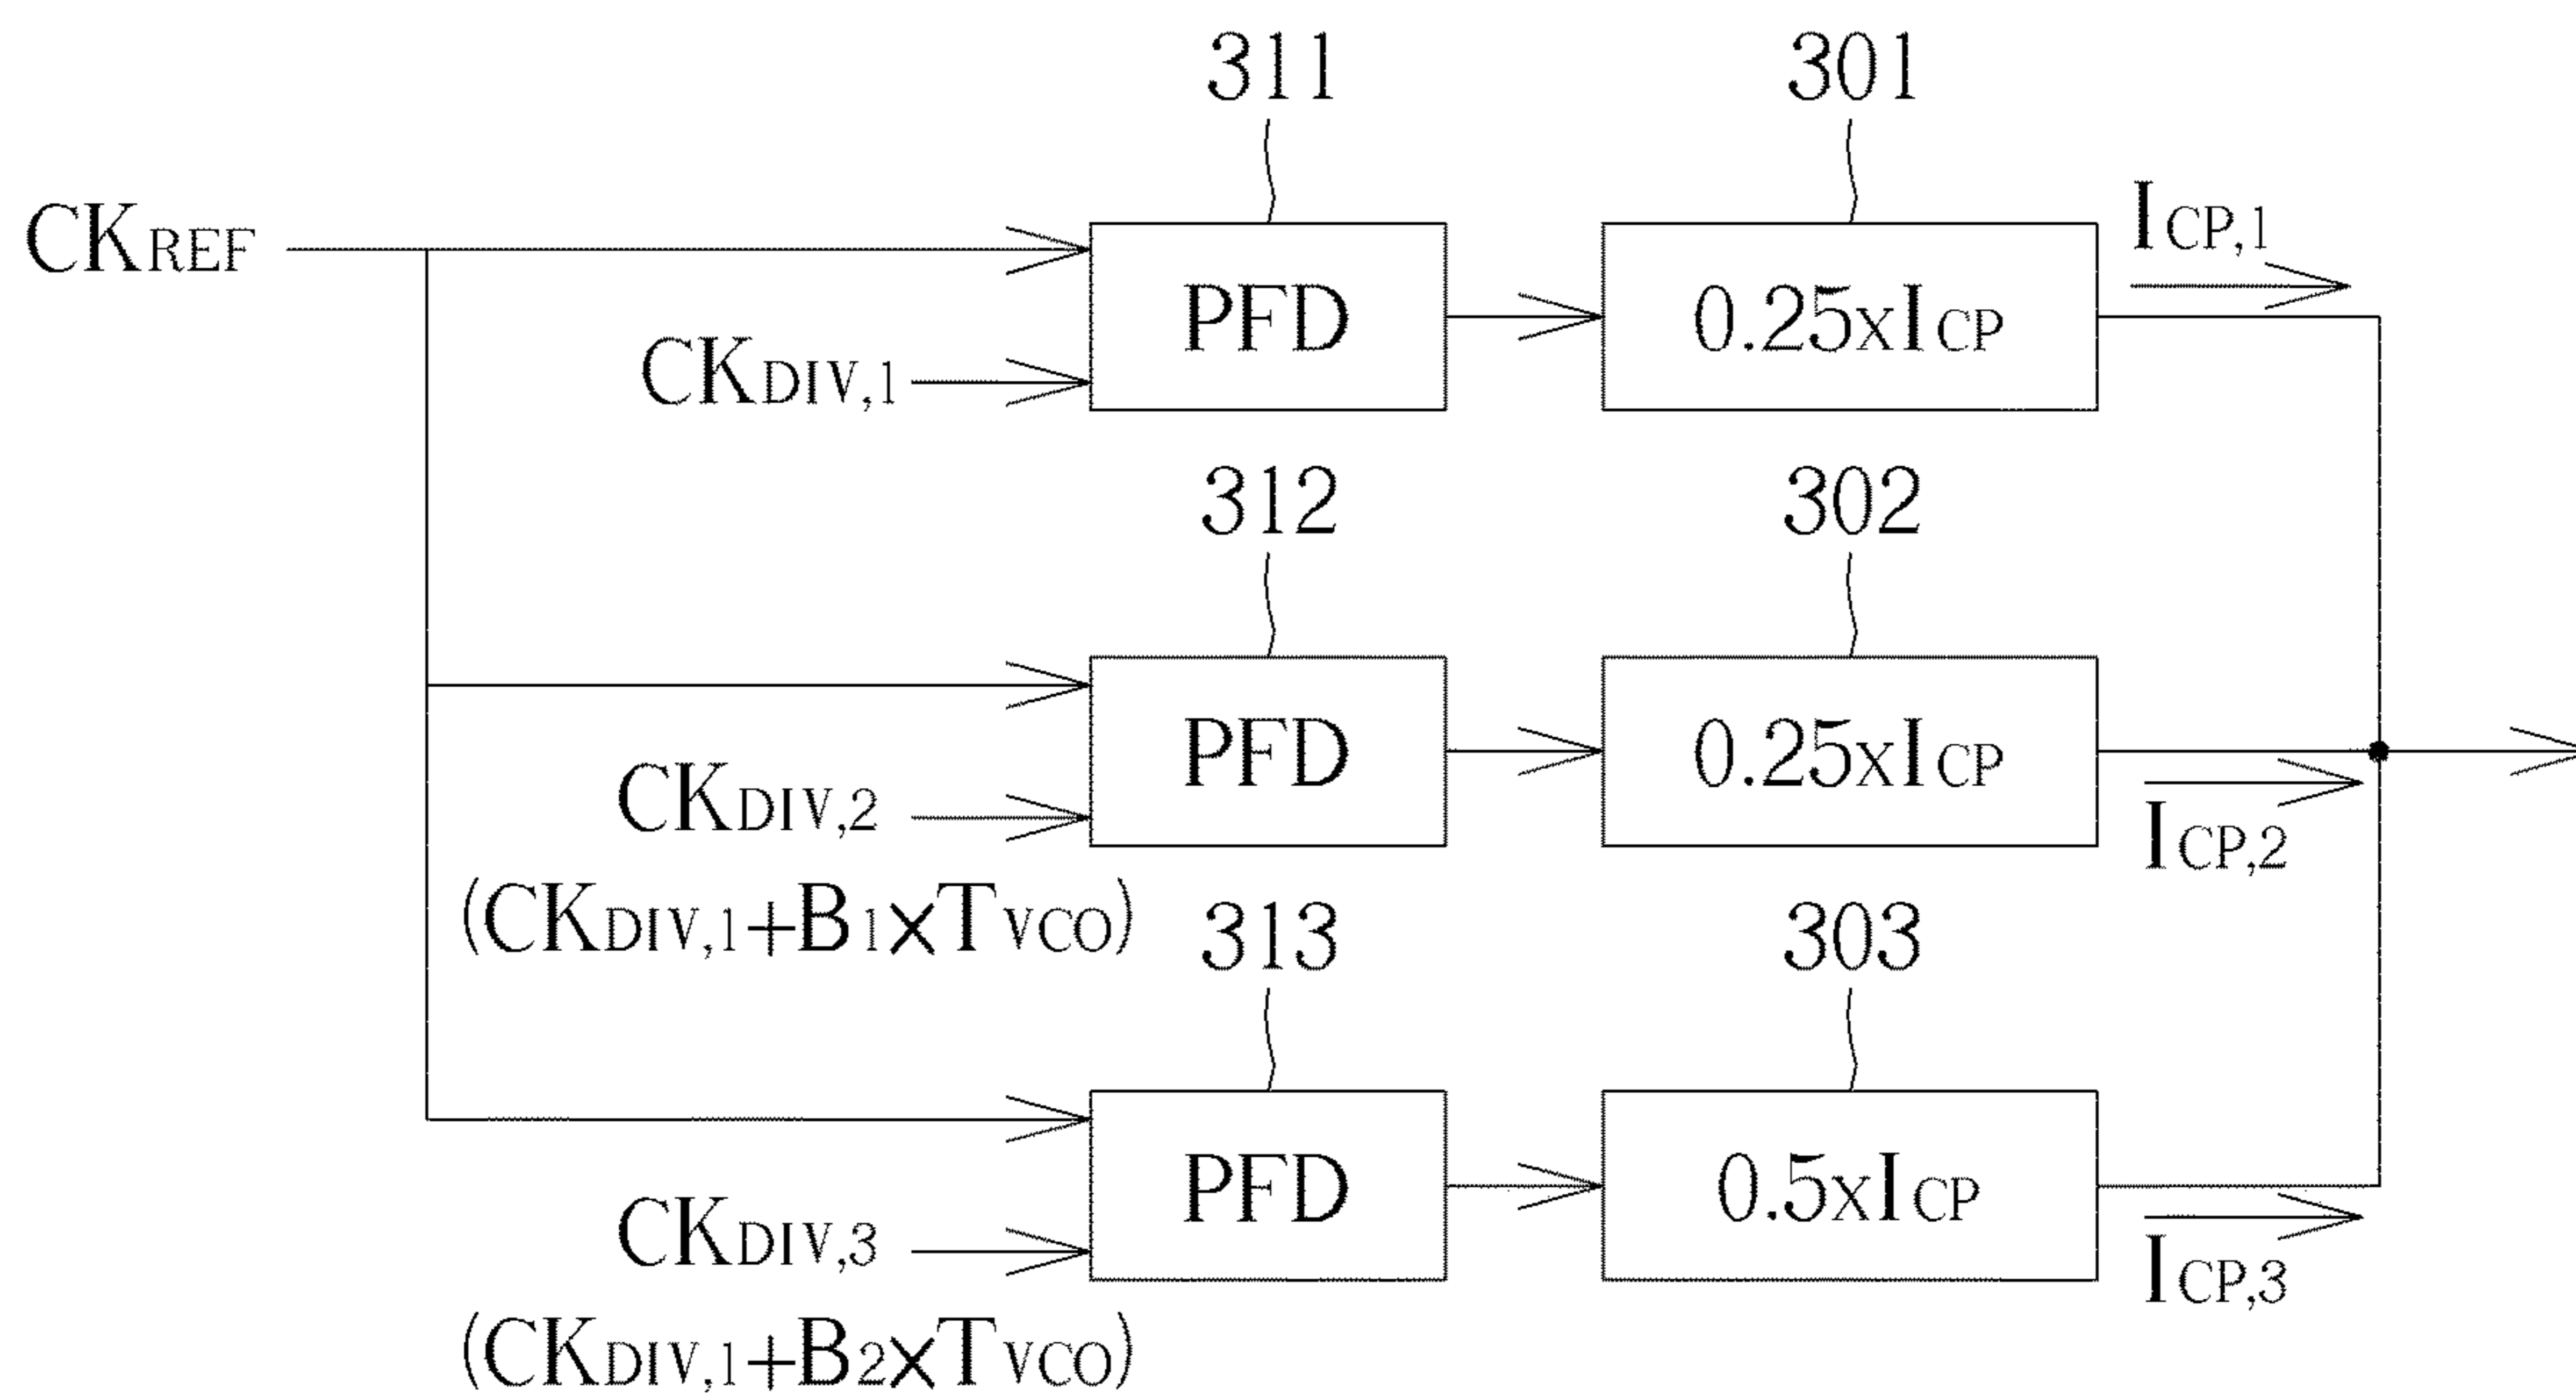 311
301
CKREF
ICP,1
PFD
0.25xICP
CKDIV,1
312
302
PFD
0.25xICP
CKDIV,2
ICP,2
(CKDIV,1+B1×TVCO)
313
303
PFD
0.5xICP
CKDIV,3
ICP,3
(CKDIV,1+B2×TVCO)